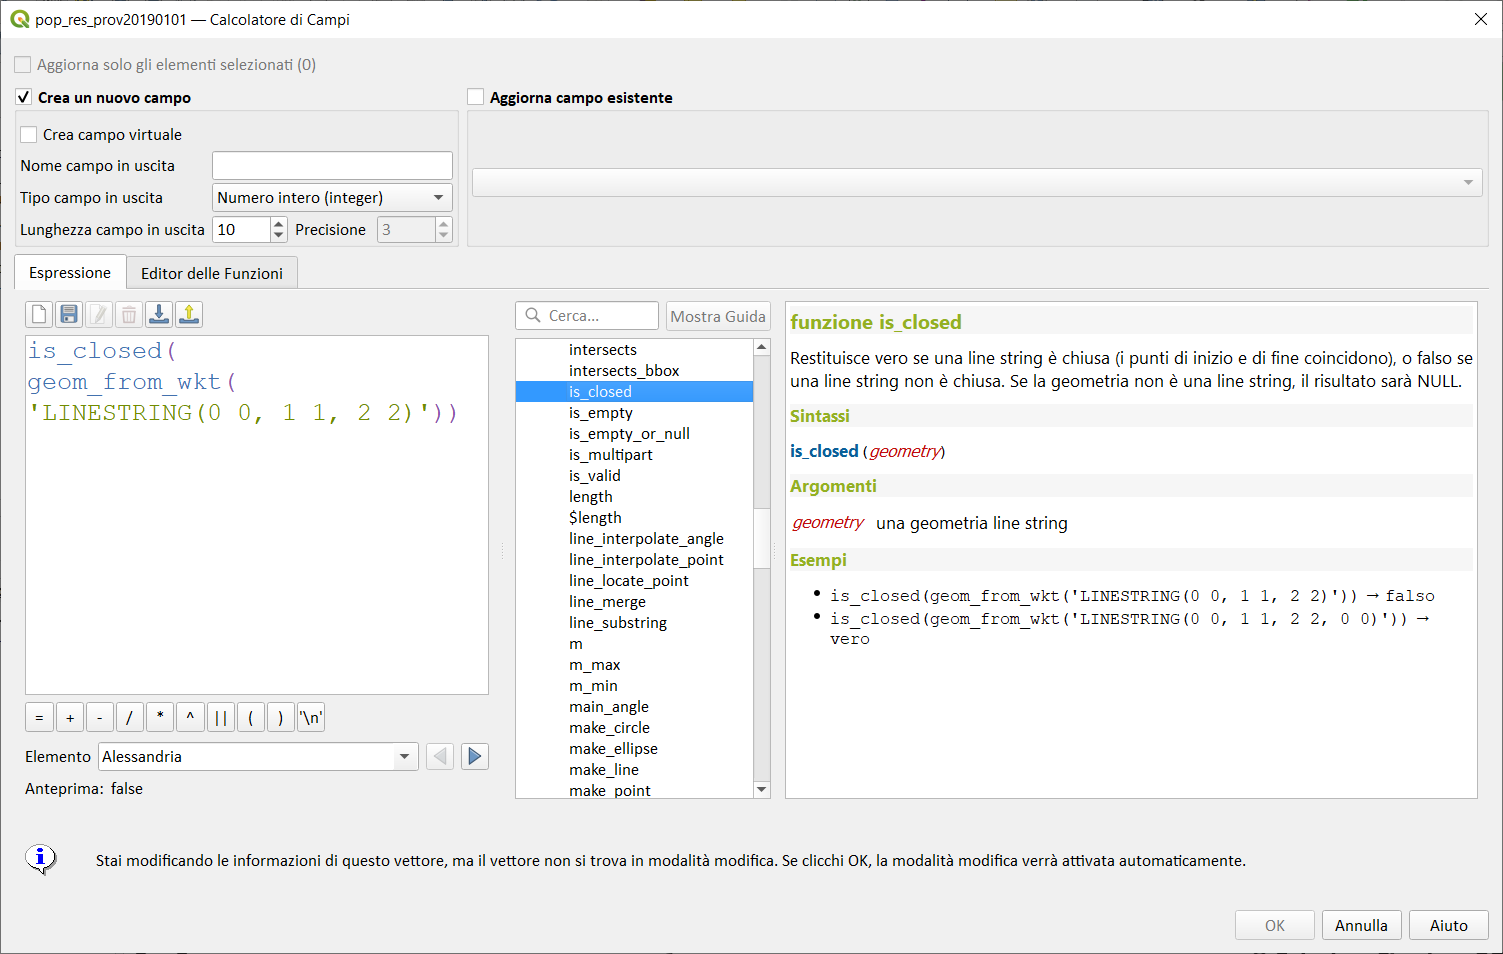 pop_res_prov20190101 — Calcolatore di Campi
Aggiorna solo gli elementi selezionati (0)
Crea un nuovo campo
Aggiorna campo esistente
Crea campo virtuale
Nome campo in uscita
Tipo campo in uscita Numero intero (integer)
Lunghezza campo in uscita 10 Precisione 3
Espressione Editor delle Funzioni
is_closed(
geom_from_wkt(
'LINESTRING(0 0, 1 1, 2 2)'))
= + - / * ^ || ( ) '\n'
Elemento Alessandria
Anteprima: false
Cerca... Mostra Guida
intersects
intersects_bbox
is_closed
is_empty
is_empty_or_null
is_multipart
is_valid
length
$length
line_interpolate_angle
line_interpolate_point
line_locate_point
line_merge
line_substring
m
m_max
m_min
main_angle
make_circle
make_ellipse
make_line
make_point
funzione is_closed
Restituisce vero se una line string è chiusa (i punti di inizio e di fine coincidono), o falso se
una line string non è chiusa. Se la geometria non è una line string, il risultato sarà NULL.
Sintassi
is_closed(geometry)
Argomenti
geometry una geometria line string
Esempi
• is_closed(geom_from_wkt('LINESTRING(0 0, 1 1, 2 2)')) → falso
• is_closed(geom_from_wkt('LINESTRING(0 0, 1 1, 2 2, 0 0)')) →
vero
Stai modificando le informazioni di questo vettore, ma il vettore non si trova in modalità modifica. Se clicchi OK, la modalità modifica verrà attivata automaticamente.
OK Annulla Aiuto